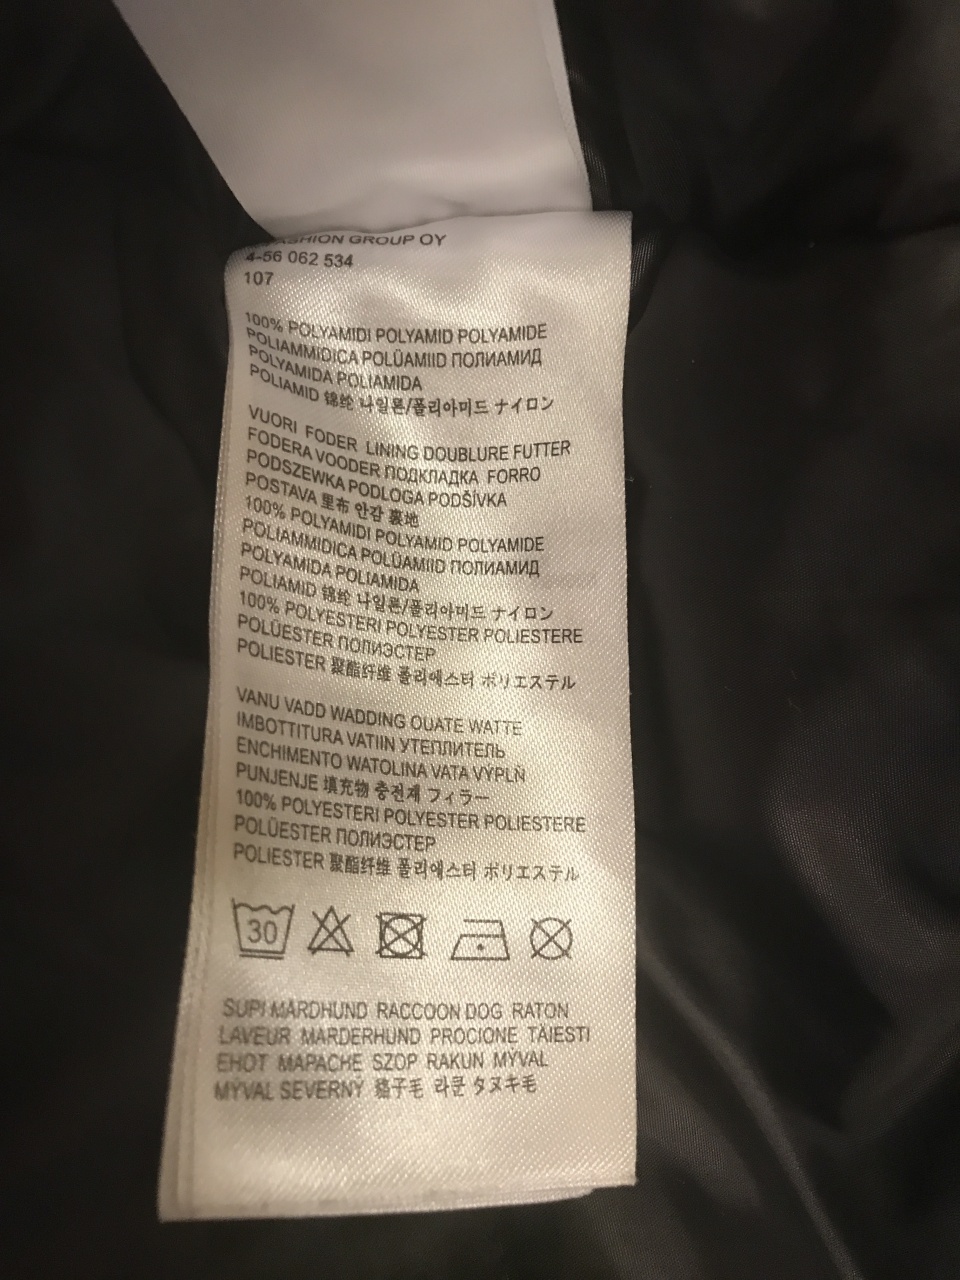 FASHION GROUP OY
4-56 062 534
107
100% POLYAMIDI POLYAMID POLYAMIDE
POLIAMMIDICA POLÜAMIID ПОЛИАМИД
POLYAMIDA POLIAMIDA
POLIAMID 锦纶 나일론/폴리아미드 ナイロン
VUORI FODER LINING DOUBLURE FUTTER
FODERA VOODER ПОДКЛАДКА FORRO
PODSZEWKA PODLOGA PODŠÍVKA
POSTAVA 里布 안감 裏地
100% POLYAMIDI POLYAMID POLYAMIDE
POLIAMMIDICA POLÜAMIID ПОЛИАМИД
POLYAMIDA POLIAMIDA
POLIAMID 锦纶 나일론/폴리아미드 ナイロン
100% POLYESTERI POLYESTER POLIESTERE
POLÜESTER ПОЛИЭСТЕР
POLIESTER 聚酯纤维 폴리에스터 ポリエステル
VANU VADD WADDING OUATE WATTE
IMBOTTITURA VATIIN УТЕПЛИТЕЛЬ
ENCHIMENTO WATOLINA VATA VÝPLŇ
PUNJENJE 填充物 충전재 フィラー
100% POLYESTERI POLYESTER POLIESTERE
POLÜESTER ПОЛИЭСТЕР
POLIESTER 聚酯纤维 폴리에스터 ポリエステル
30
SUPI MÅRDHUND RACCOON DOG RATON
LAVEUR MARDERHUND PROCIONE TÄIESTI
EHOT MAPACHE SZOP RAKUN MÝVAL
MÝVAL SEVERNÝ 貉子毛 라쿤 タヌキ毛